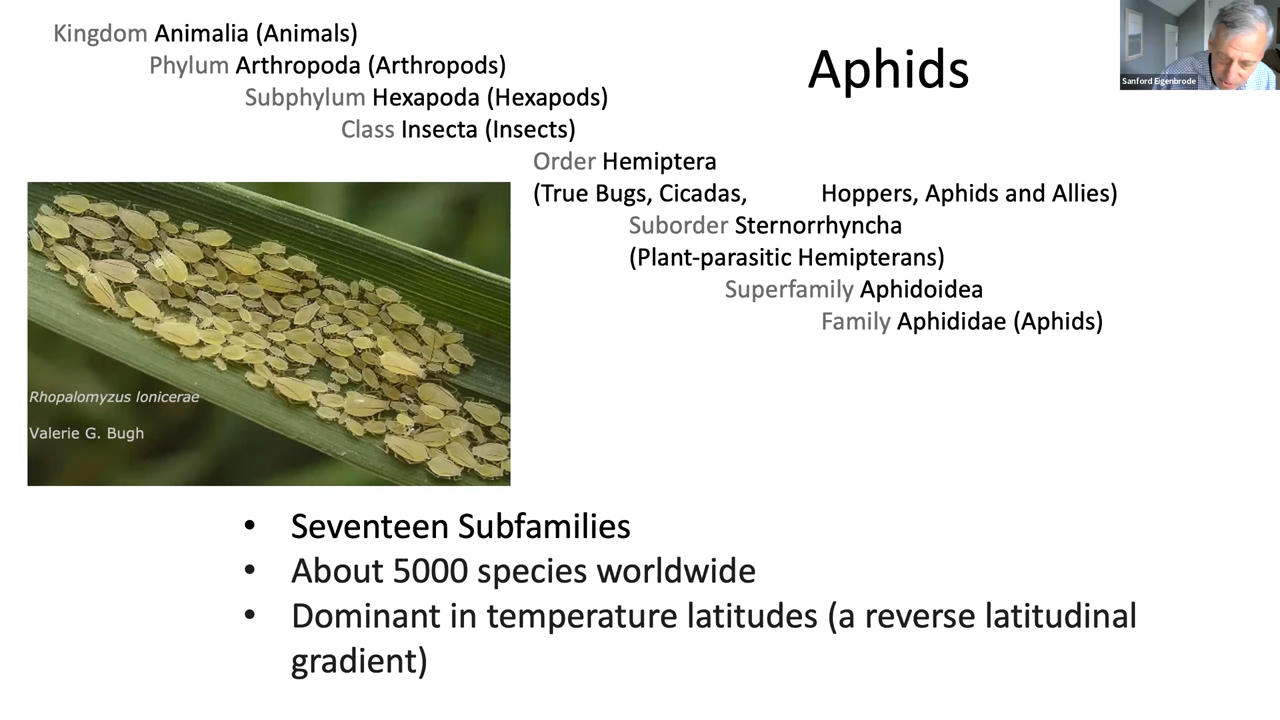 Kingdom Animalia (Animals)
Phylum Arthropoda (Arthropods)
Subphylum Hexapoda (Hexapods)
Class Insecta (Insects)
Order Hemiptera
(True Bugs, Cicadas, Hoppers, Aphids and Allies)
Suborder Sternorrhyncha
(Plant-parasitic Hemipterans)
Superfamily Aphidoidea
Family Aphididae (Aphids)
Aphids
Sanford Eigenbrode
Rhopalomyzus lonicerae
Valerie G. Bugh
• Seventeen Subfamilies
• About 5000 species worldwide
• Dominant in temperature latitudes (a reverse latitudinal
gradient)